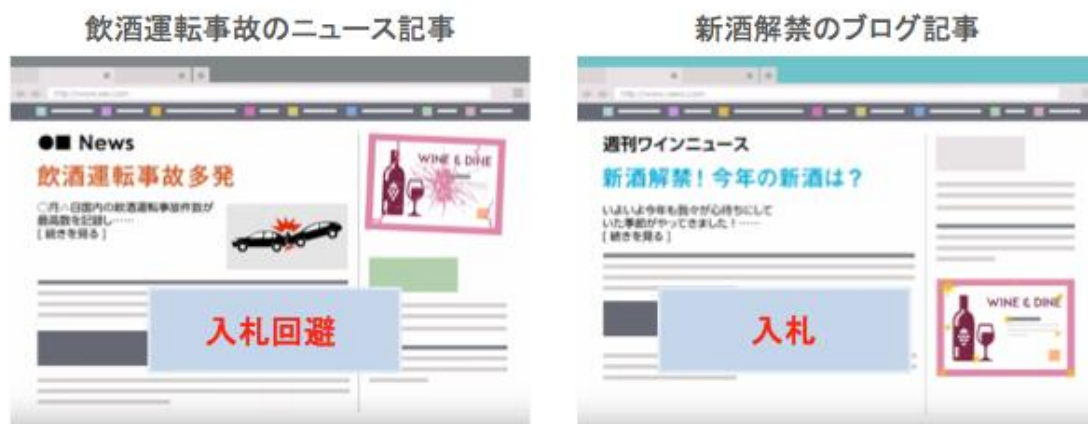 飲酒運転事故のニュース記事
●■ News
飲酒運転事故多発
○月△日国内の飲酒運転事故件数が
最高数を記録し……
[ 続きを見る ]
WINE & DINE
入札回避
新酒解禁のブログ記事
週刊ワインニュース
新酒解禁！今年の新酒は？
いよいよ今年も我々が心待ちにして
いた季節がやってきました！……
[ 続きを見る ]
WINE & DINE
入札